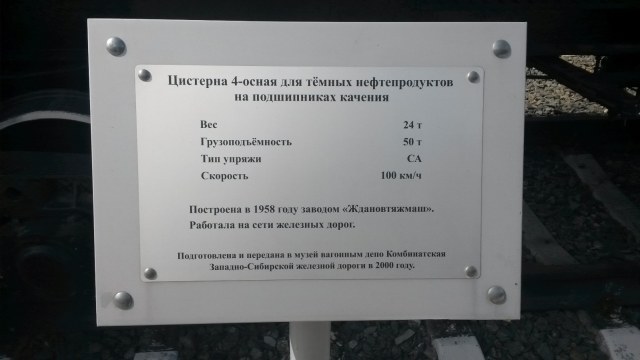 Цистерна 4-осная для тёмных нефтепродуктов
на подшипниках качения
Вес 24 т
Грузоподъёмность 50 т
Тип упряжи СА
Скорость 100 км/ч
Построена в 1958 году заводом «Ждановтяжмаш».
Работала на сети железных дорог.
Подготовлена и передана в музей вагонным депо Комбинатская
Западно-Сибирской железной дороги в 2000 году.